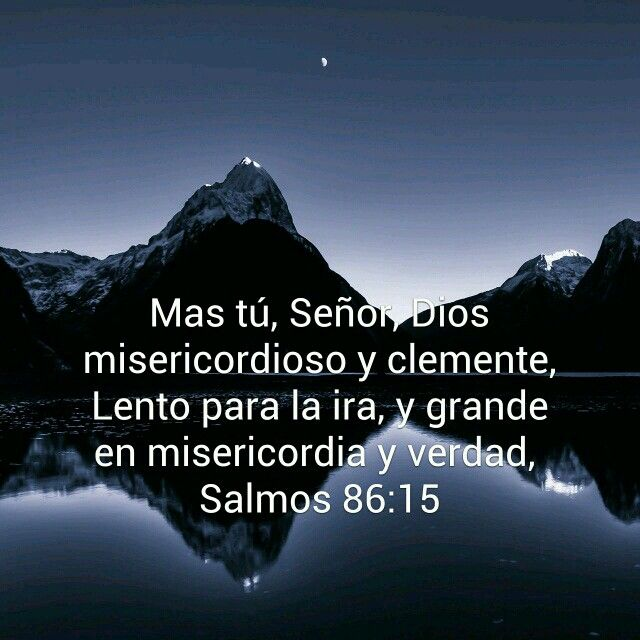 Mas tú, Señor, Dios
misericordioso y clemente,
Lento para la ira, y grande
en misericordia y verdad,
Salmos 86:15